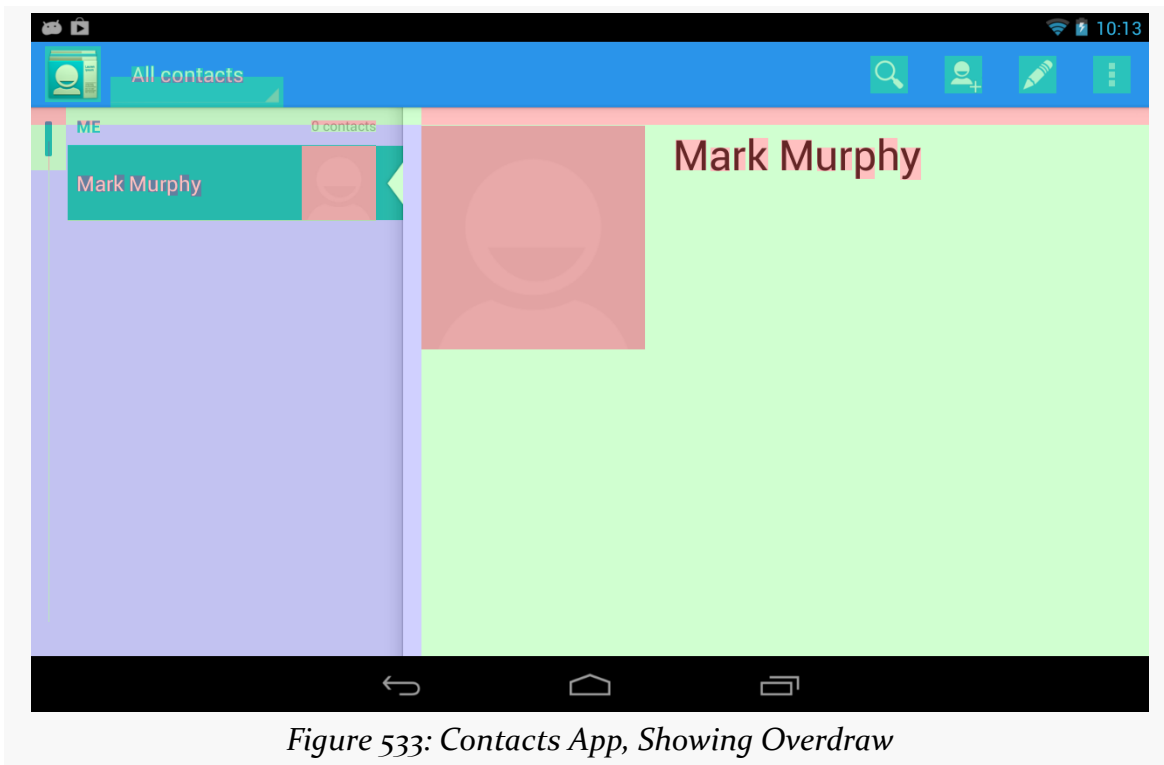 10:13
All contacts
ME 0 contacts
Mark Murphy
Mark Murphy
Figure 533: Contacts App, Showing Overdraw